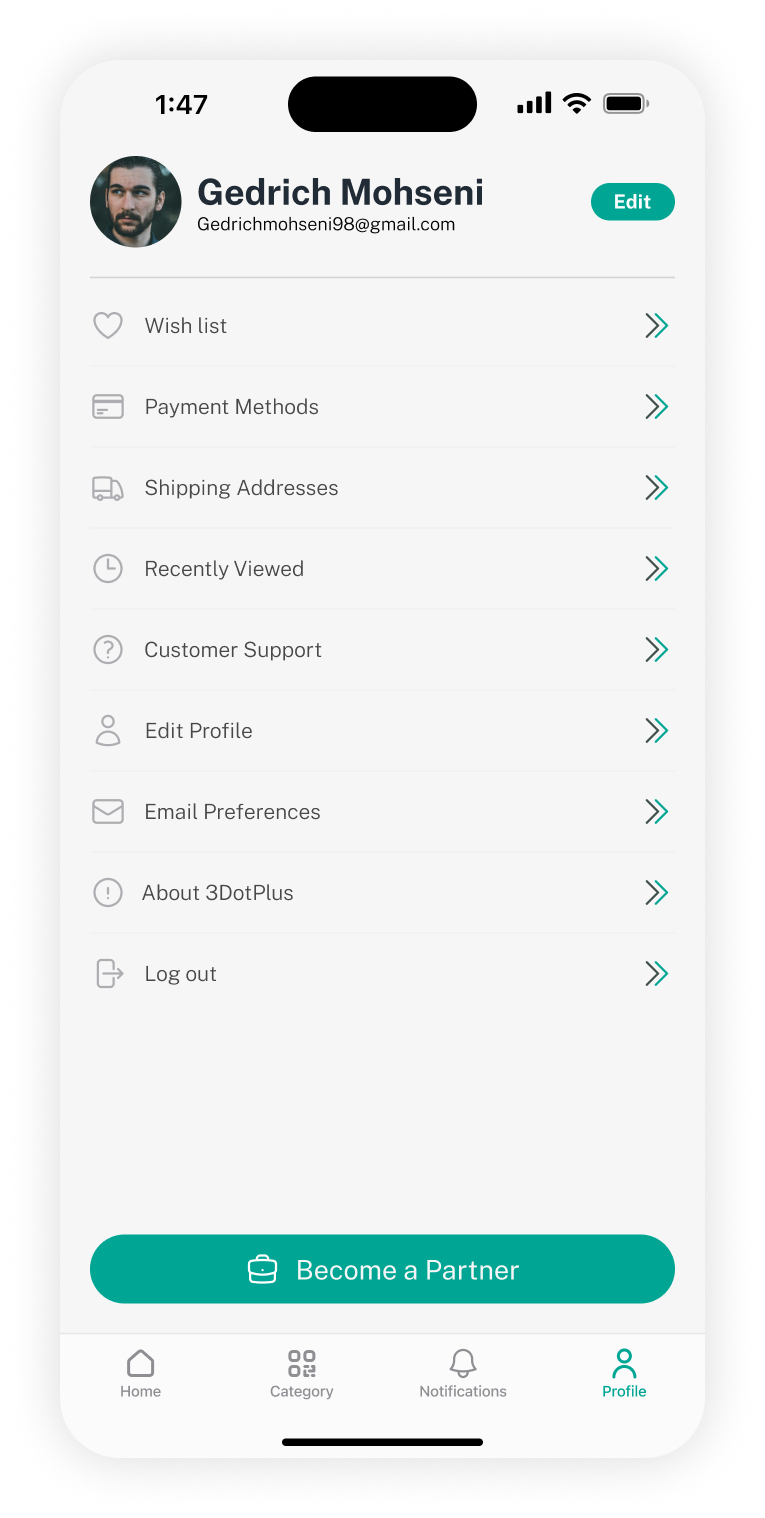 1:47
Gedrich Mohseni
Gedrichmohseni98@gmail.com
Edit
Wish list
Payment Methods
Shipping Addresses
Recently Viewed
Customer Support
Edit Profile
Email Preferences
About 3DotPlus
Log out
Become a Partner
Home
Category
Notifications
Profile